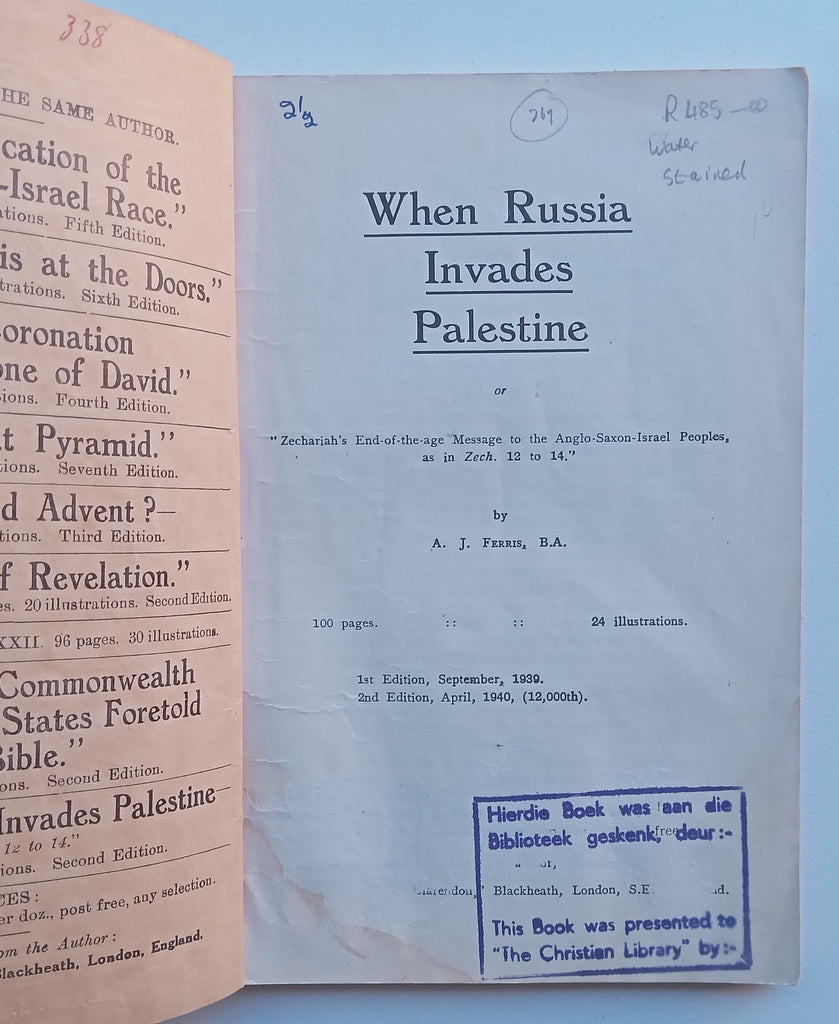 338
HE SAME AUTHOR.
cation of the
-Israel Race."
ations. Fifth Edition.
is at the Doors."
trations. Sixth Edition.
oronation
one of David."
ions. Fourth Edition.
t Pyramid."
ions. Seventh Edition.
d Advent?—
tions. Third Edition.
f Revelation."
es. 20 illustrations. Second Edition.
XXII. 96 pages. 30 illustrations.
Commonwealth
States Foretold
Bible."
ons. Second Edition.
Invades Palestine
12 to 14."
ions. Second Edition.
CES:
er doz., post free, any selection.
om the Author:
Blackheath, London, England.
269
R 485-00
Water
Stained
When Russia
Invades
Palestine
or
"Zechariah's End-of-the-age Message to the Anglo-Saxon-Israel Peoples,
as in Zech. 12 to 14."
by
A. J. FERRIS, B.A.
100 pages. :: :: 24 illustrations.
1st Edition, September, 1939.
2nd Edition, April, 1940, (12,000th).
Hierdie Boek was aan die
Biblioteek geskenk, deur:-
free
Blackheath, London, S.E. d.
This Book was presented to
"The Christian Library" by:-